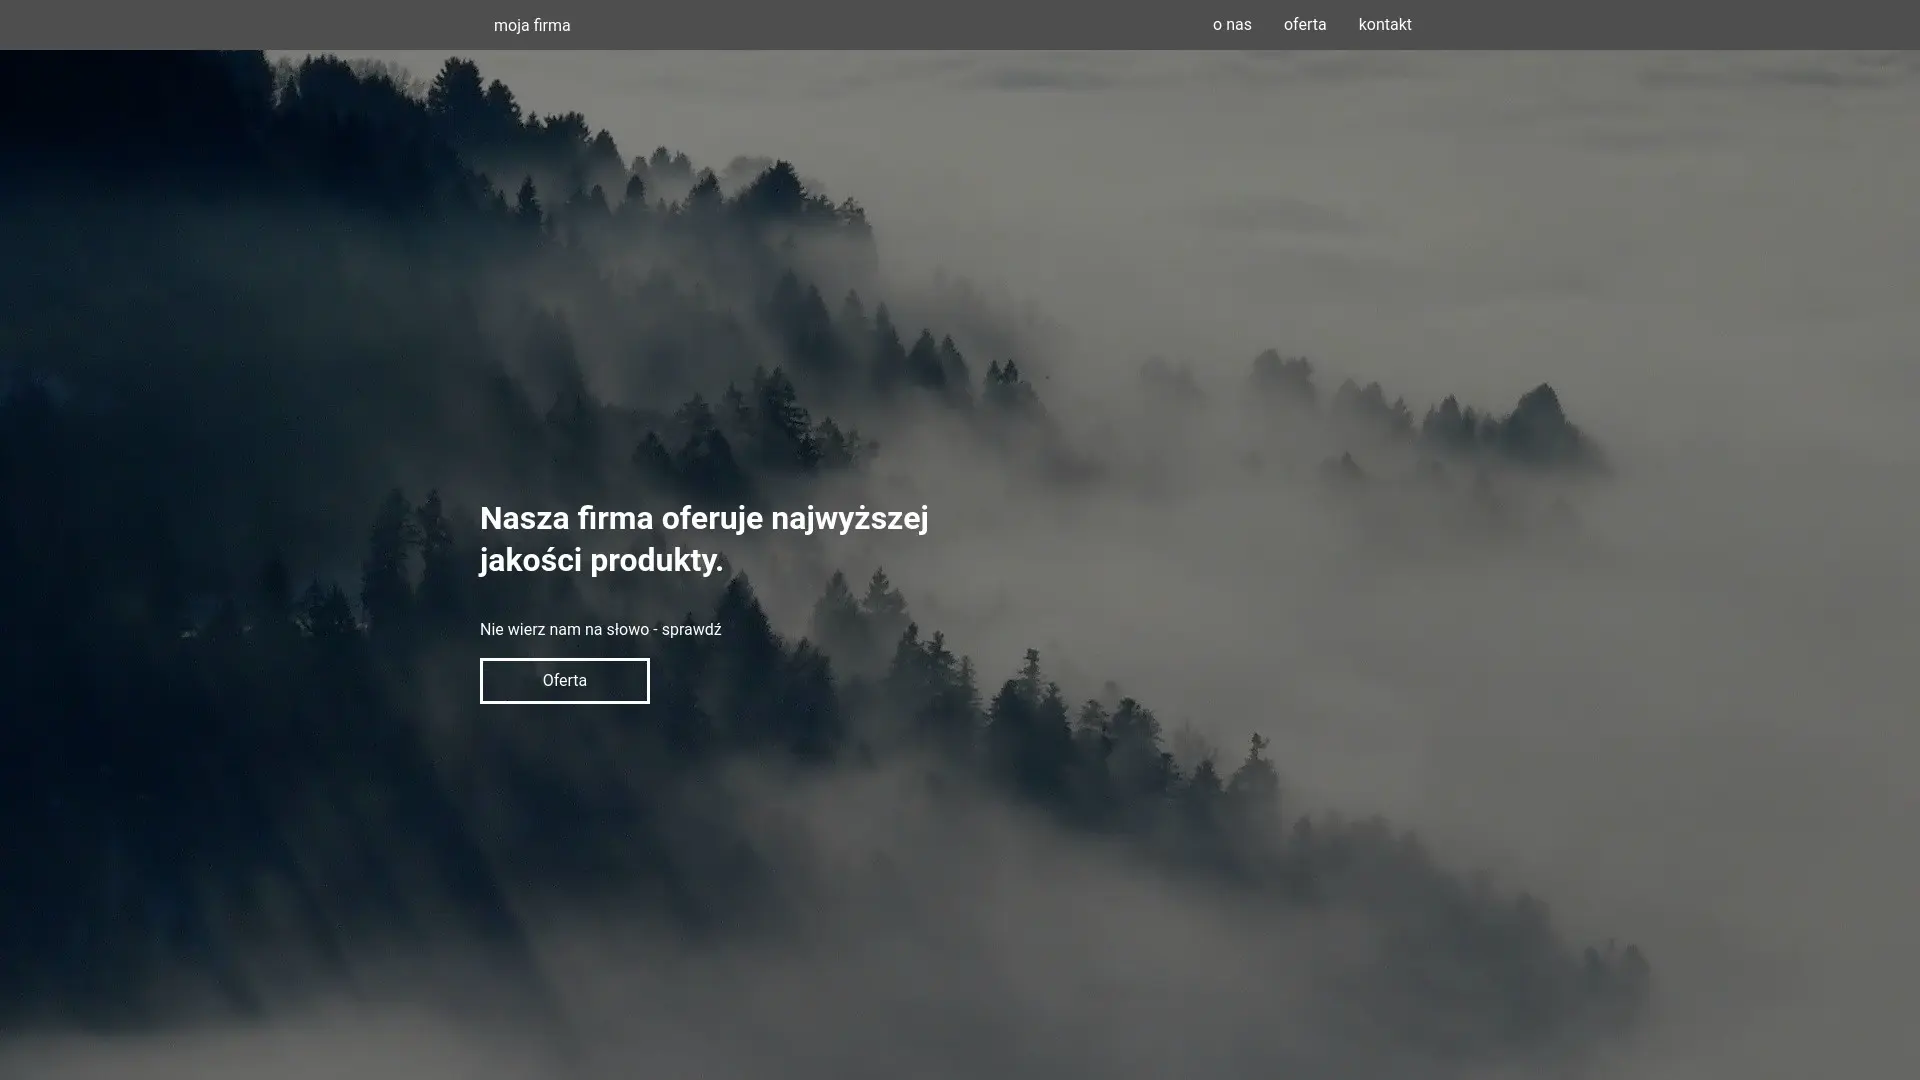 moja firma
o nas
oferta
kontakt
Nasza firma oferuje najwyższej
jakości produkty.
Nie wierz nam na słowo - sprawdź
Oferta